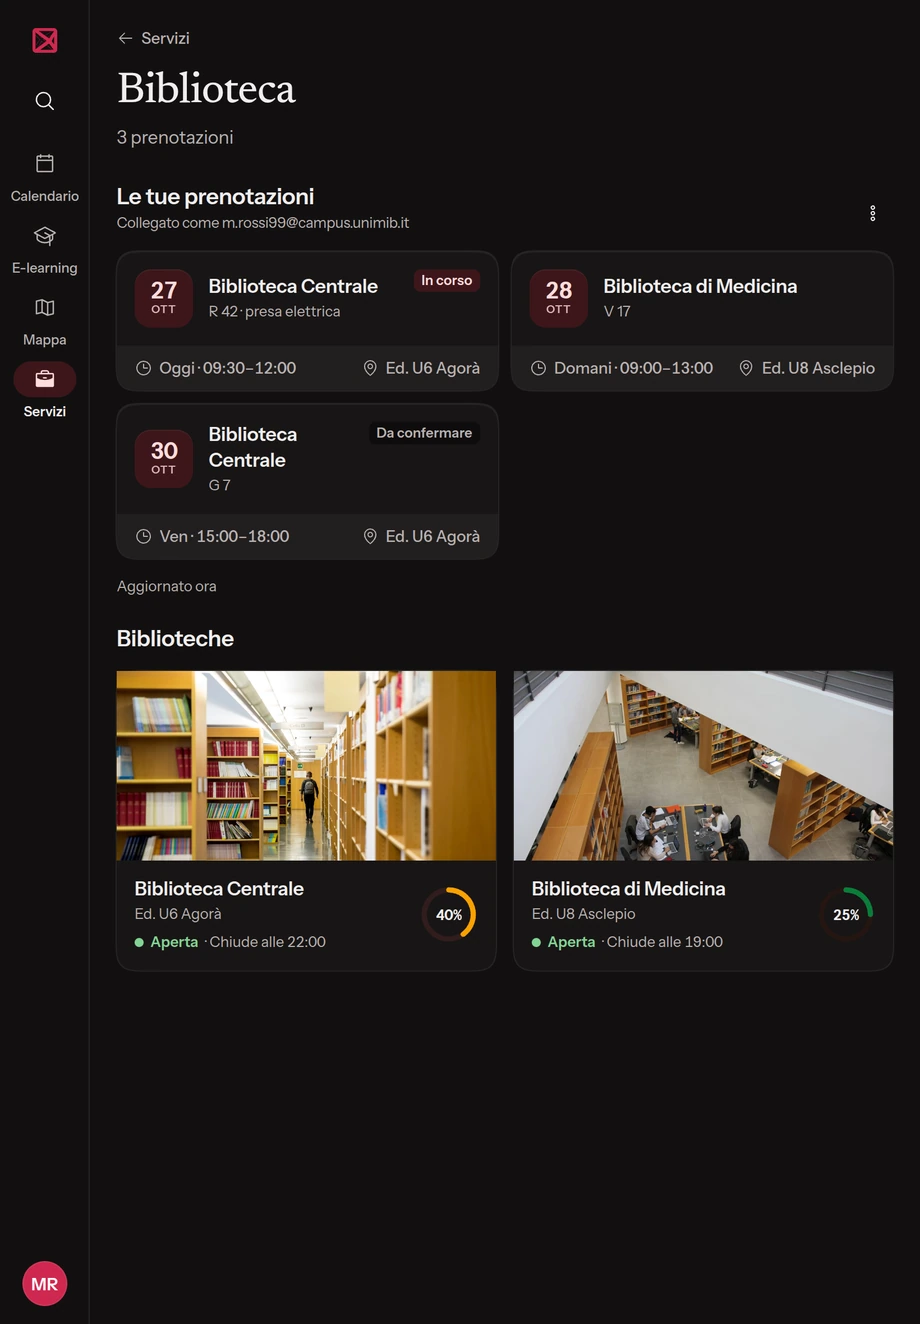 Servizi
Biblioteca
3 prenotazioni
Calendario
E-learning
Mappa
Servizi
Le tue prenotazioni
Collegato come m.rossi99@campus.unimib.it
27
OTT
Biblioteca Centrale
In corso
R 42 · presa elettrica
Oggi · 09:30–12:00
Ed. U6 Agorà
28
OTT
Biblioteca di Medicina
V 17
Domani · 09:00–13:00
Ed. U8 Asclepio
30
OTT
Biblioteca
Centrale
Da confermare
G 7
Ven · 15:00–18:00
Ed. U6 Agorà
Aggiornato ora
Biblioteche
Biblioteca Centrale
Ed. U6 Agorà
Aperta · Chiude alle 22:00
40%
Biblioteca di Medicina
Ed. U8 Asclepio
Aperta · Chiude alle 19:00
25%
MR